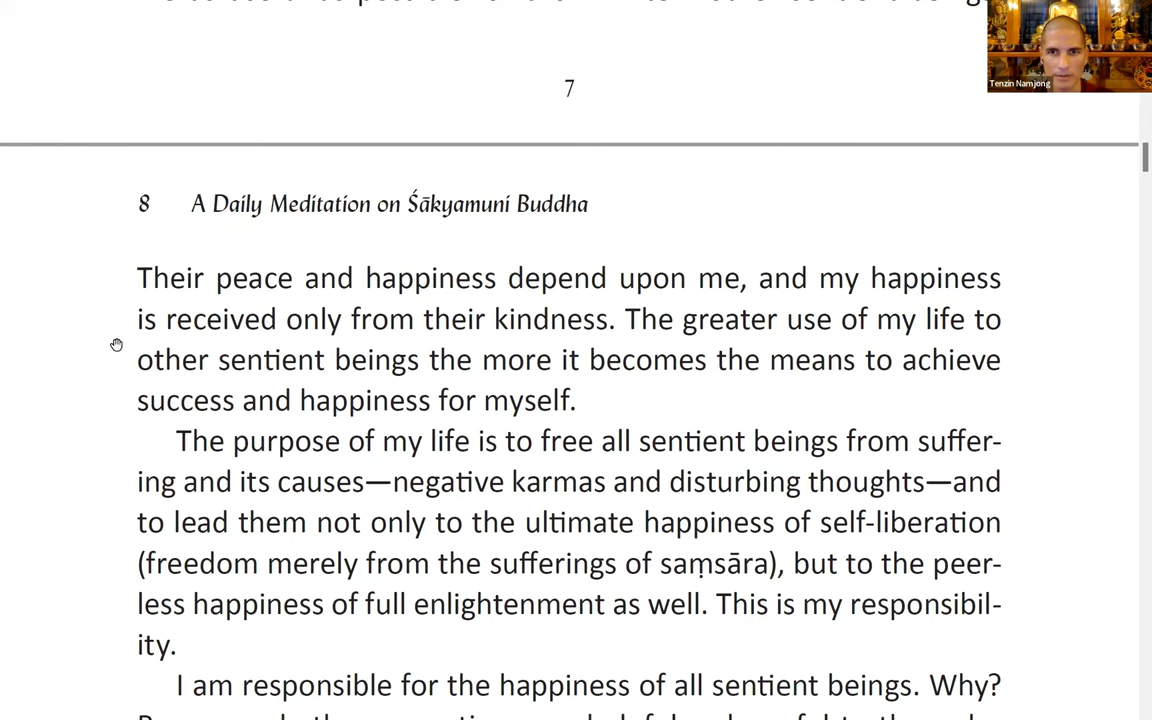 Tenzin Namjong
7
8 A Daily Meditation on Śākyamuni Buddha
Their peace and happiness depend upon me, and my happiness
is received only from their kindness. The greater use of my life to
other sentient beings the more it becomes the means to achieve
success and happiness for myself.
The purpose of my life is to free all sentient beings from suffer-
ing and its causes—negative karmas and disturbing thoughts—and
to lead them not only to the ultimate happiness of self-liberation
(freedom merely from the sufferings of saṃsāra), but to the peer-
less happiness of full enlightenment as well. This is my responsibil-
ity.
I am responsible for the happiness of all sentient beings. Why?